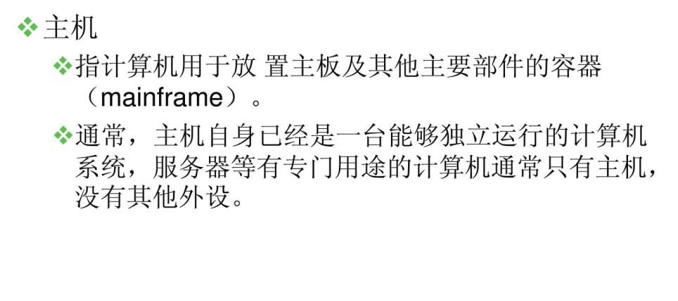 主机
指计算机用于放 置主板及其他主要部件的容器
（mainframe）。
通常，主机自身已经是一台能够独立运行的计算机
系统，服务器等有专门用途的计算机通常只有主机，
没有其他外设。